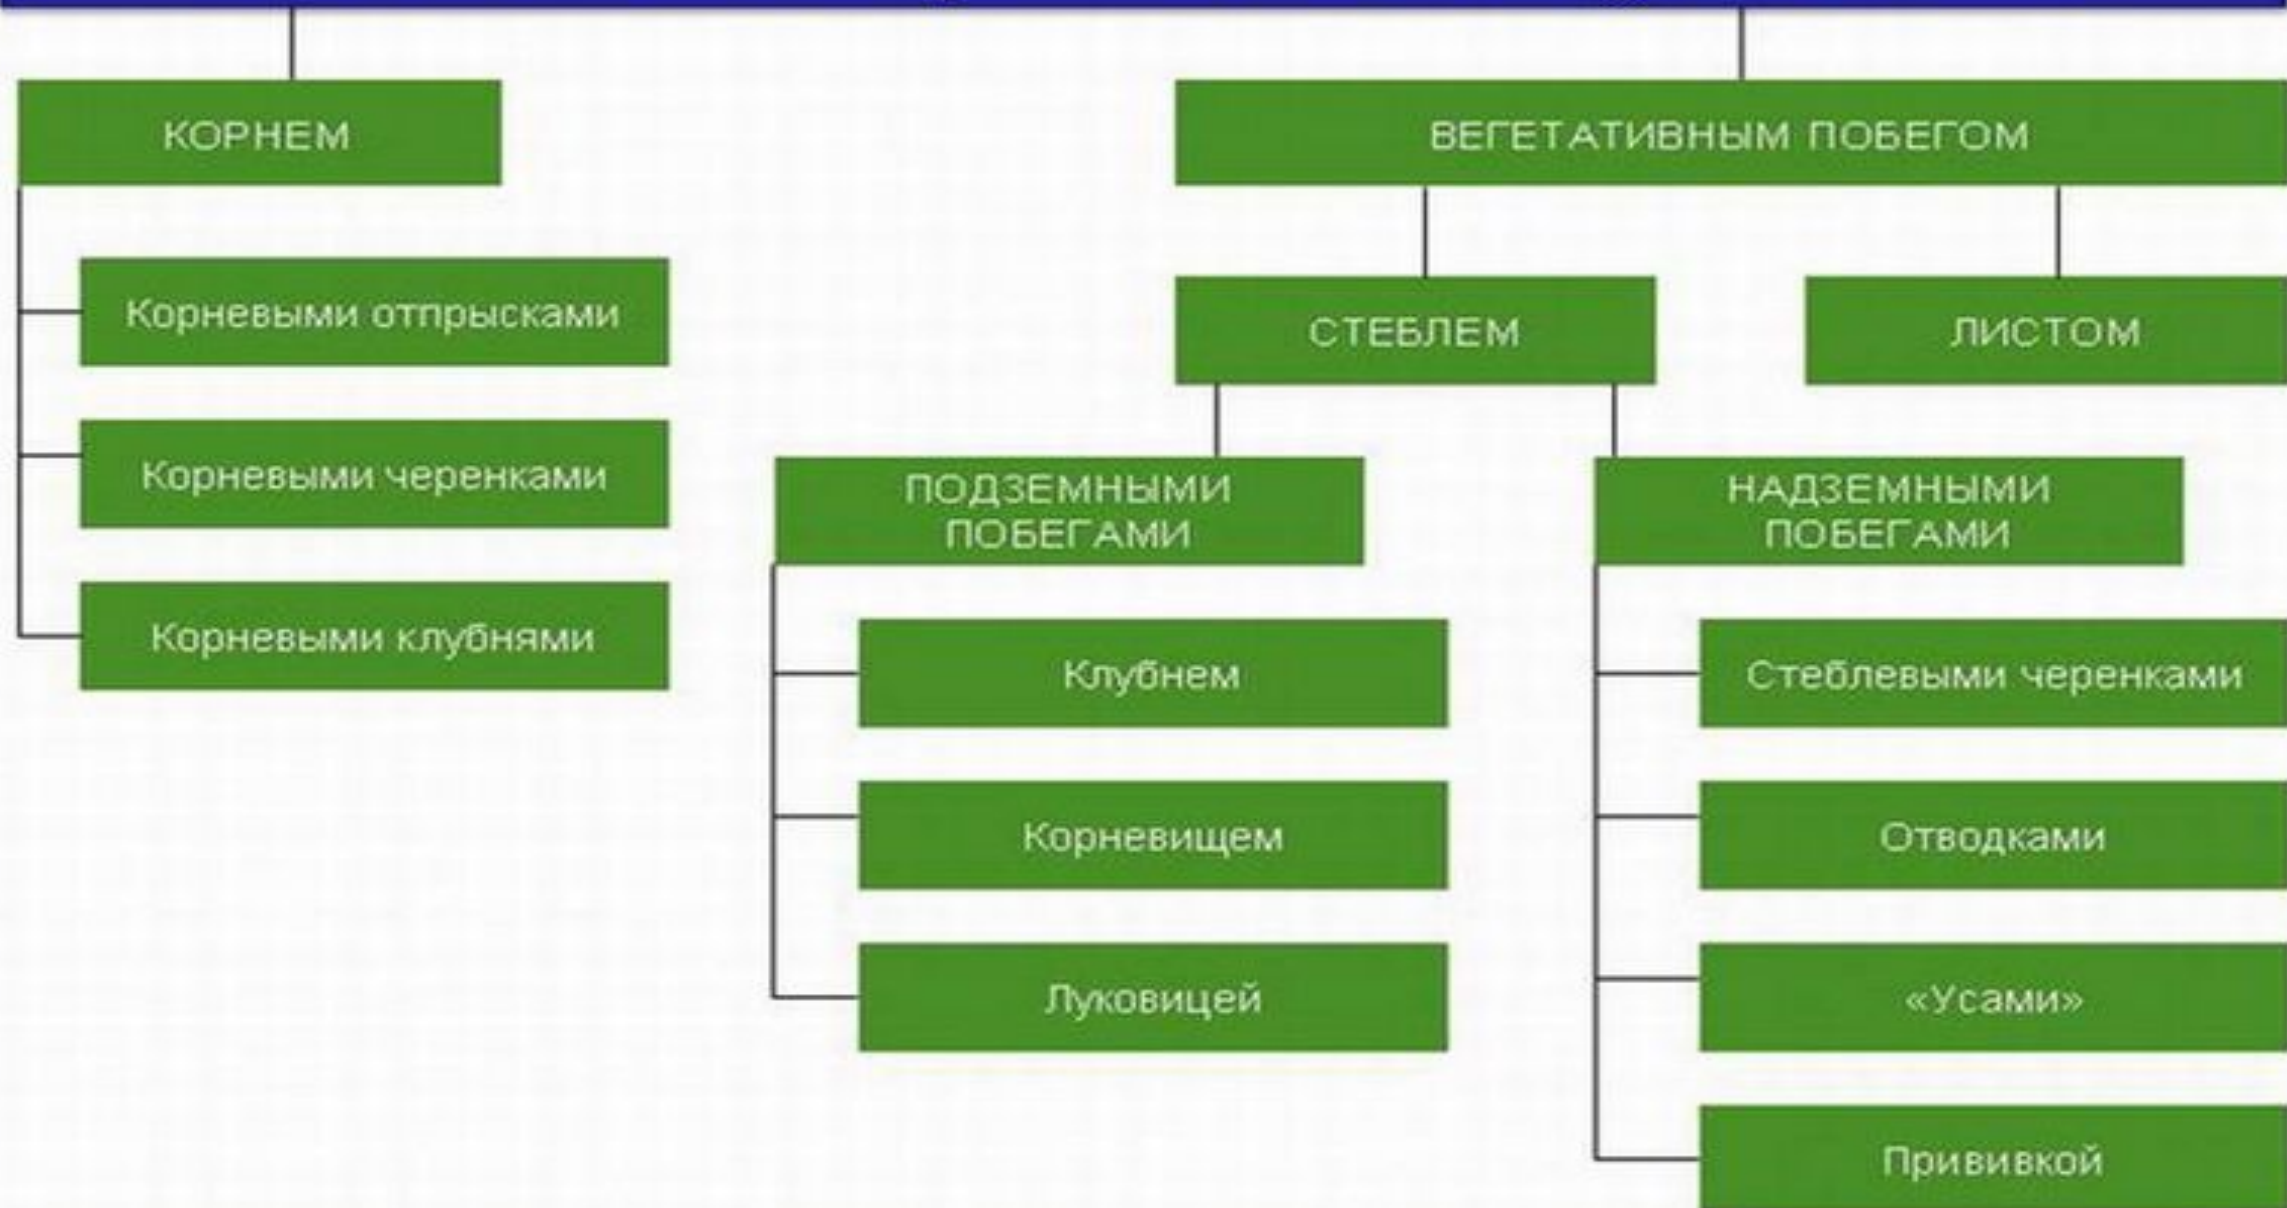 КОРНЕМ
Корневыми отпрысками
Корневыми черенками
Корневыми клубнями
ВЕГЕТАТИВНЫМ ПОБЕГОМ
СТЕБЛЕМ
ЛИСТОМ
ПОДЗЕМНЫМИ
ПОБЕГАМИ
Клубнем
Корневищем
Луковицей
НАДЗЕМНЫМИ
ПОБЕГАМИ
Стеблевыми черенками
Отводками
«Усами»
Прививкой